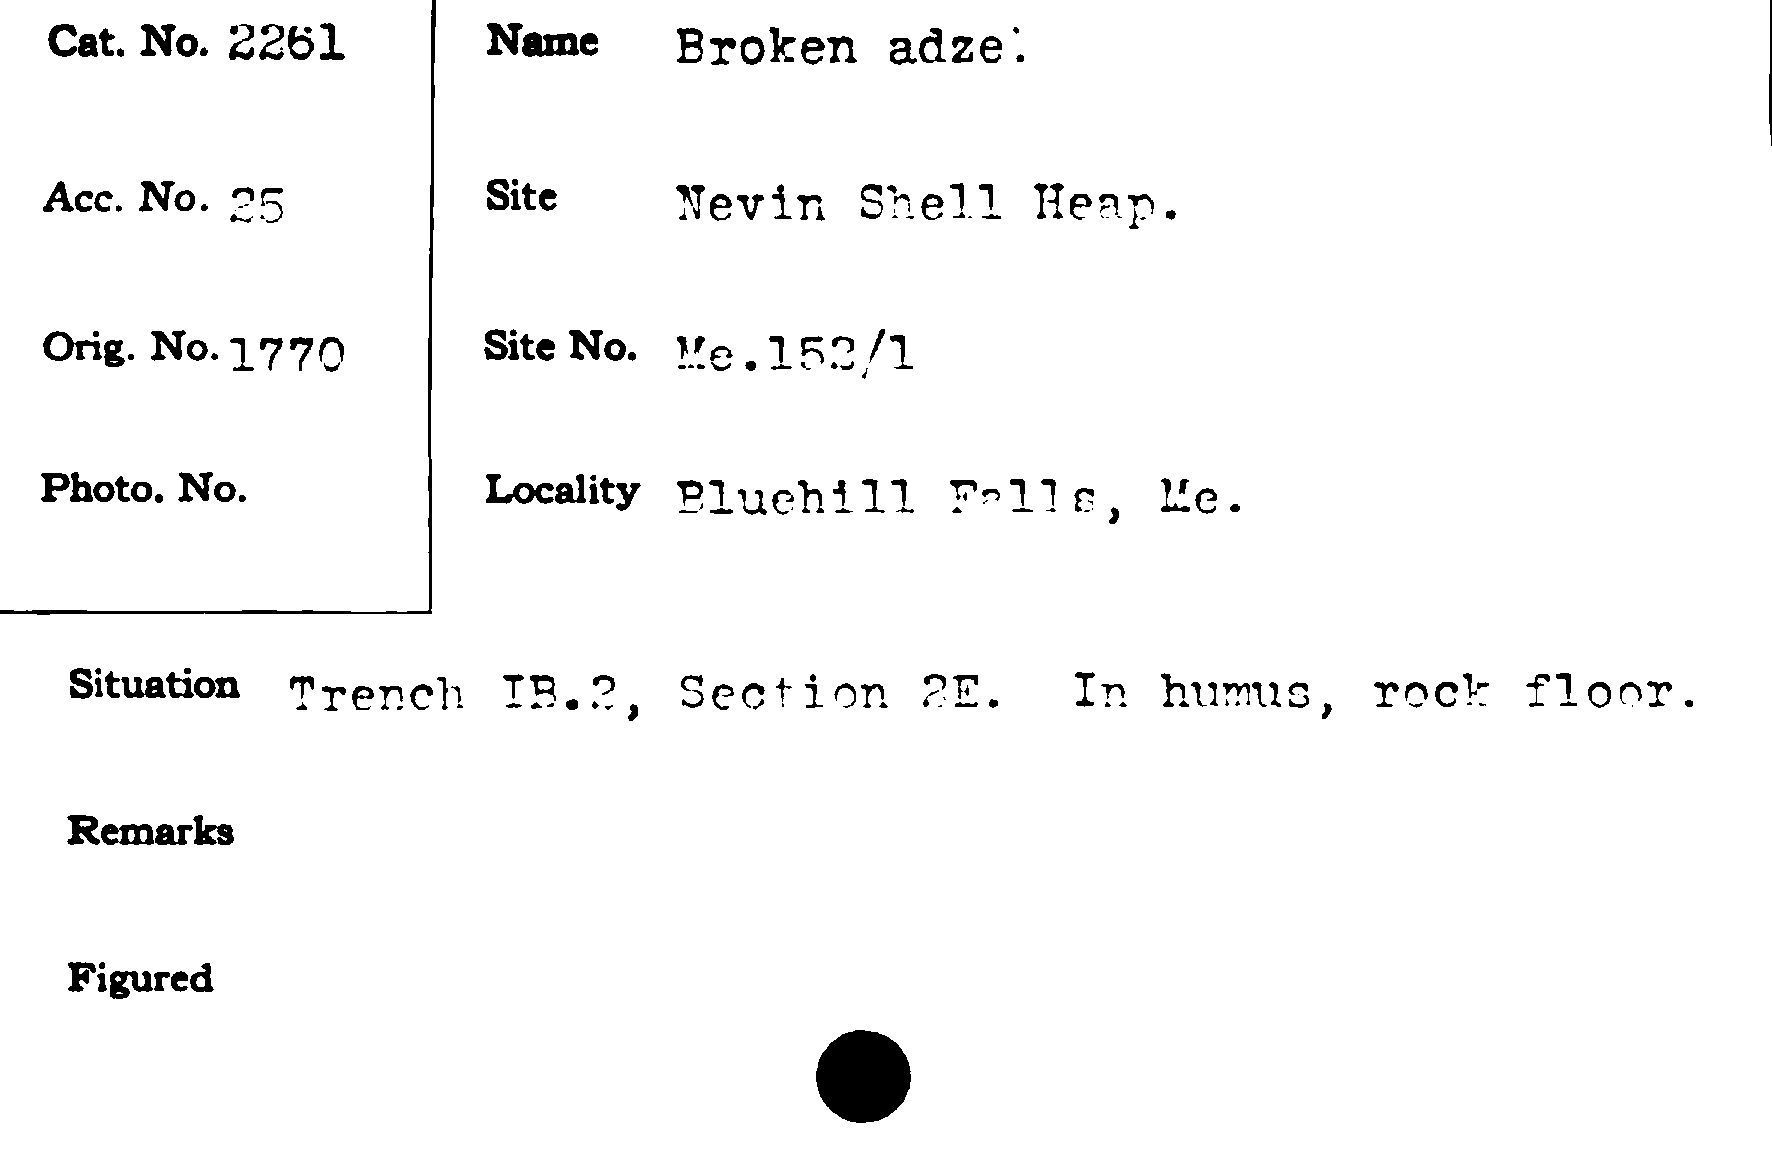 Cat. No. 2261
Name Broken adze.
Acc. No. 25
Site Nevin Shell Heap.
Orig. No. 1770
Site No. Me.152/1
Photo. No.
Locality Bluehill Falls, Me.
Situation Trench IB.2, Section 2E. In humus, rock floor.
Remarks
Figured